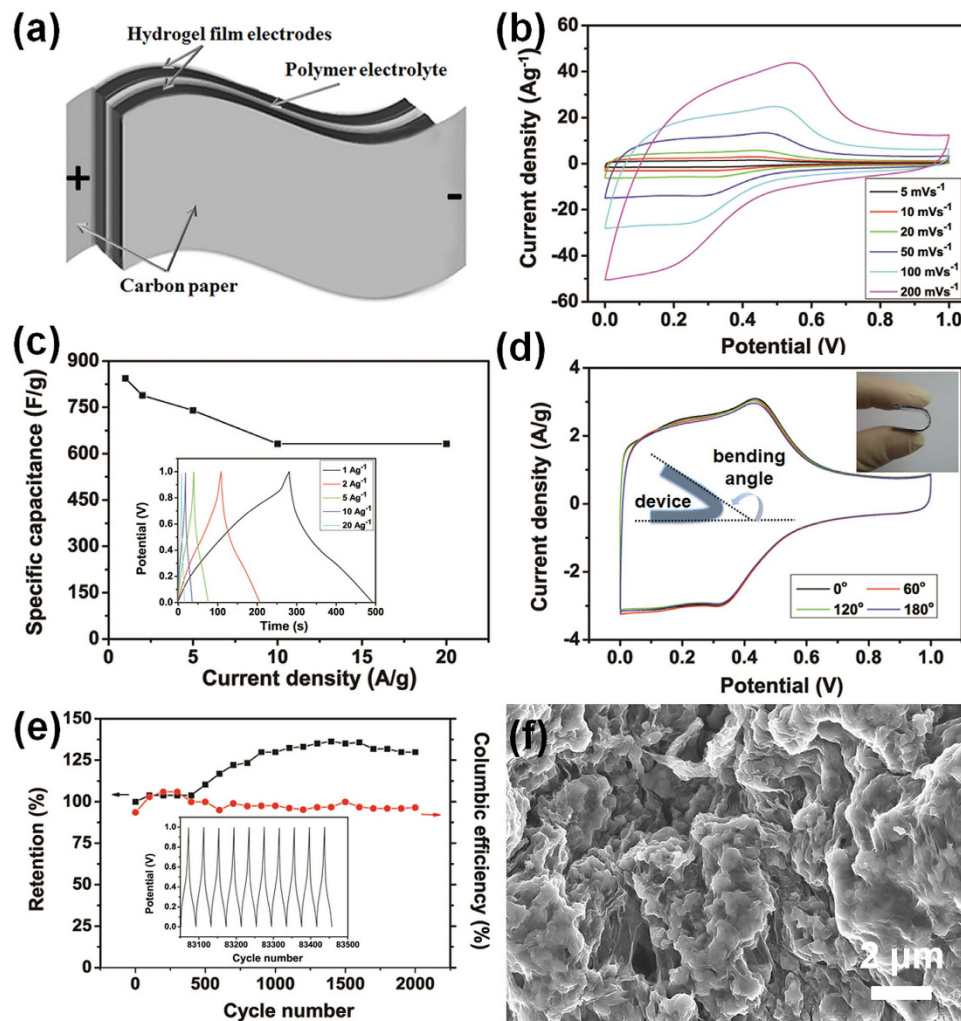 (a)
Hydrogel film electrodes
Polymer electrolyte
+
-
Carbon paper
(b)
Current density (Ag⁻¹)
60
40
20
0
-20
-40
-60
5 mVs⁻¹
10 mVs⁻¹
20 mVs⁻¹
50 mVs⁻¹
100 mVs⁻¹
200 mVs⁻¹
0.0 0.2 0.4 0.6 0.8 1.0
Potential (V)
(c)
Specific capacitance (F/g)
900
750
600
450
300
150
0
Potential (V)
1.0
0.8
0.6
0.4
0.2
0.0
1 Ag⁻¹
2 Ag⁻¹
5 Ag⁻¹
10 Ag⁻¹
20 Ag⁻¹
0 100 200 300 400 500
Time (s)
0 5 10 15 20
Current density (A/g)
(d)
Current density (A/g)
4
2
0
-2
-4
bending
angle
device
0° 60°
120° 180°
0.0 0.2 0.4 0.6 0.8 1.0
Potential (V)
(e)
Retention (%)
150
125
100
75
50
25
0
Columbic efficiency
(%)
Potential (V)
1.0
0.8
0.6
0.4
0.2
0.0
83100 83200 83300 83400 83500
Cycle number
0 500 1000 1500 2000
Cycle number
(f)
2 μm